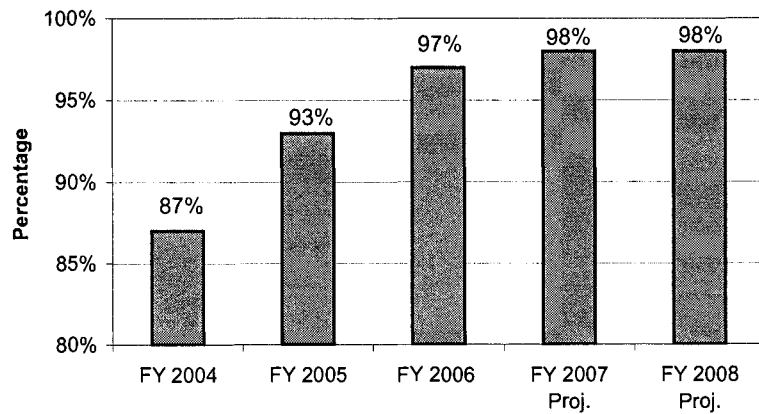 Percentage
100%
95%
90%
85%
80%
87%
93%
97%
98%
98%
FY 2004
FY 2005
FY 2006
FY 2007
Proj.
FY 2008
Proj.